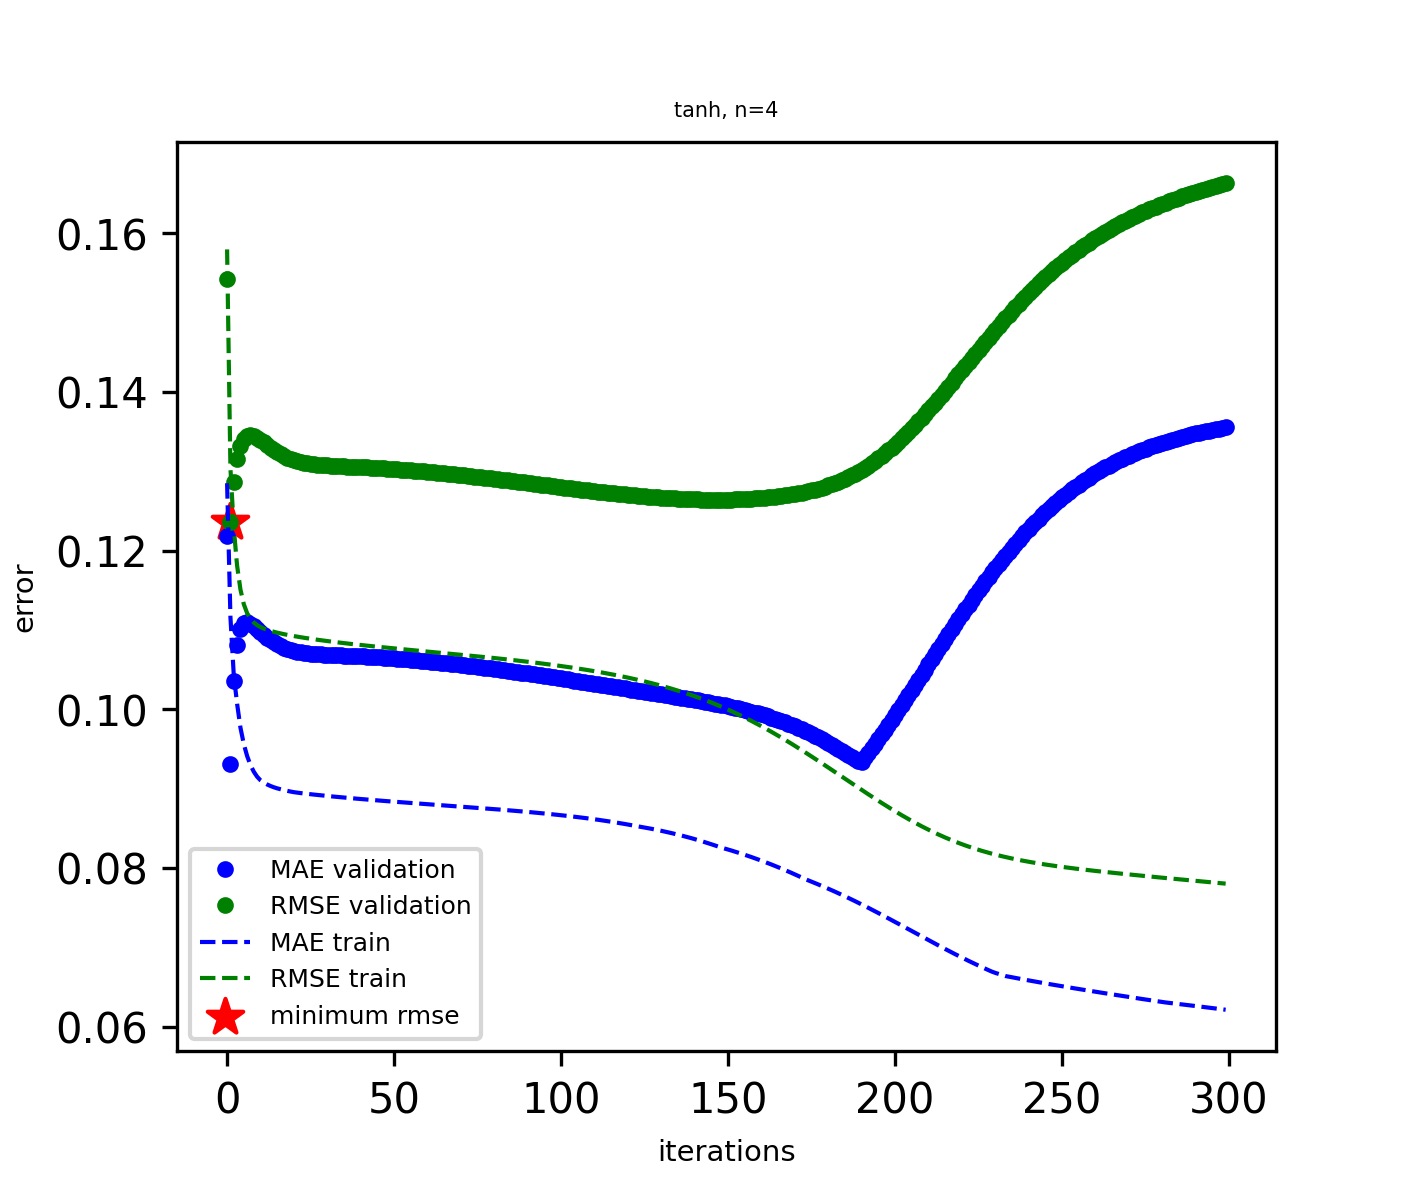 tanh, n=4
error
0.16
0.14
0.12
0.10
0.08
0.06
MAE validation
RMSE validation
MAE train
RMSE train
minimum rmse
0 50 100 150 200 250 300
iterations